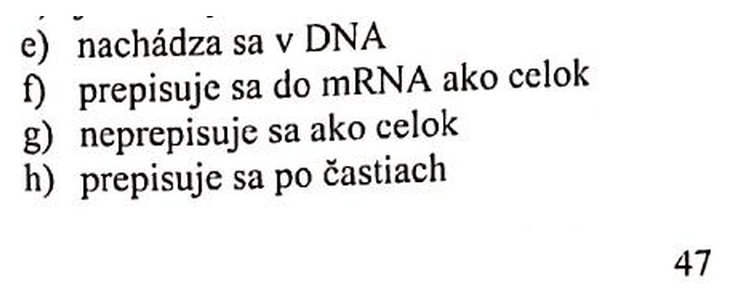 e) nachádza sa v DNA
f) prepisuje sa do mRNA ako celok
g) neprepisuje sa ako celok
h) prepisuje sa po častiach
47